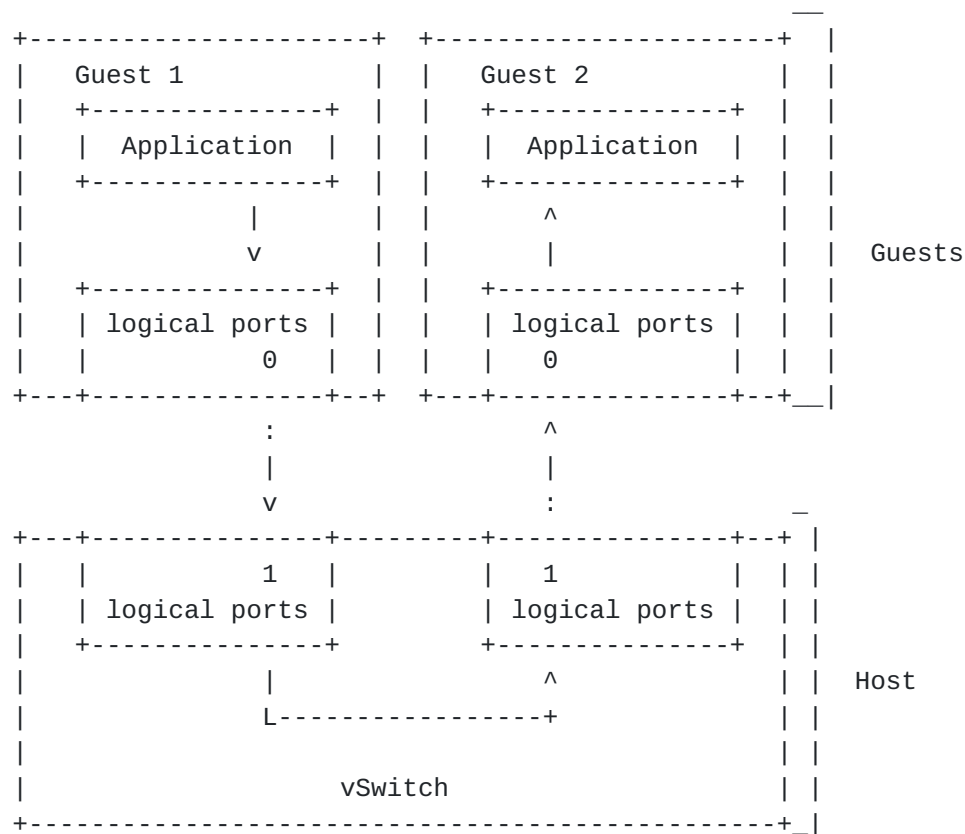 Guest 1 Guest 2
Application Application
Guests
logical ports logical ports
0 0
1 1
logical ports logical ports
Host
vSwitch